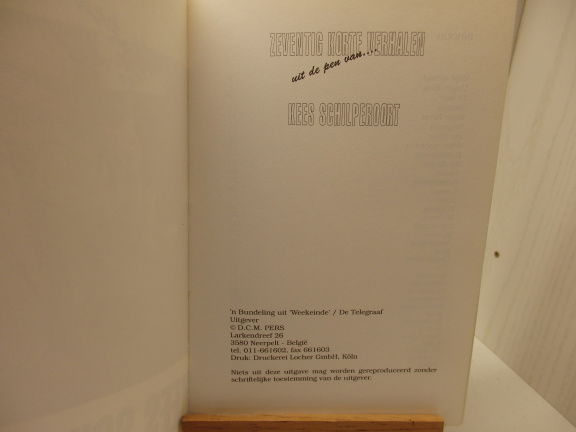 ZEVENTIG KORTE VERHALEN
uit de pen van....
KEES SCHILPEROORT
'n Bundeling uit 'Weekeinde' / De Telegraaf
Uitgever
© D.C.M. PERS
Larkendreef 26
3580 Neerpelt - België
tel. 011-661602, fax 661603
Druk: Druckerei Locher GmbH, Köln
Niets uit deze uitgave mag worden gereproduceerd zonder
schriftelijke toestemming van de uitgever.